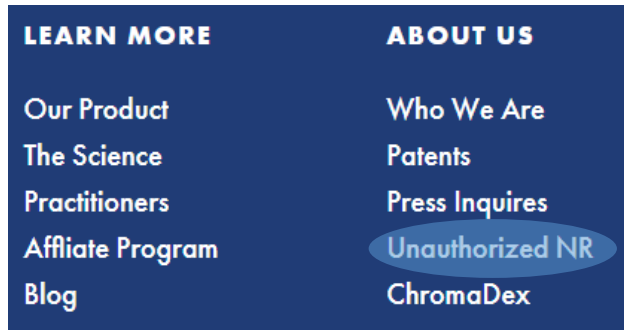 LEARN MORE
Our Product
The Science
Practitioners
Affliate Program
Blog
ABOUT US
Who We Are
Patents
Press Inquires
Unauthorized NR
ChromaDex